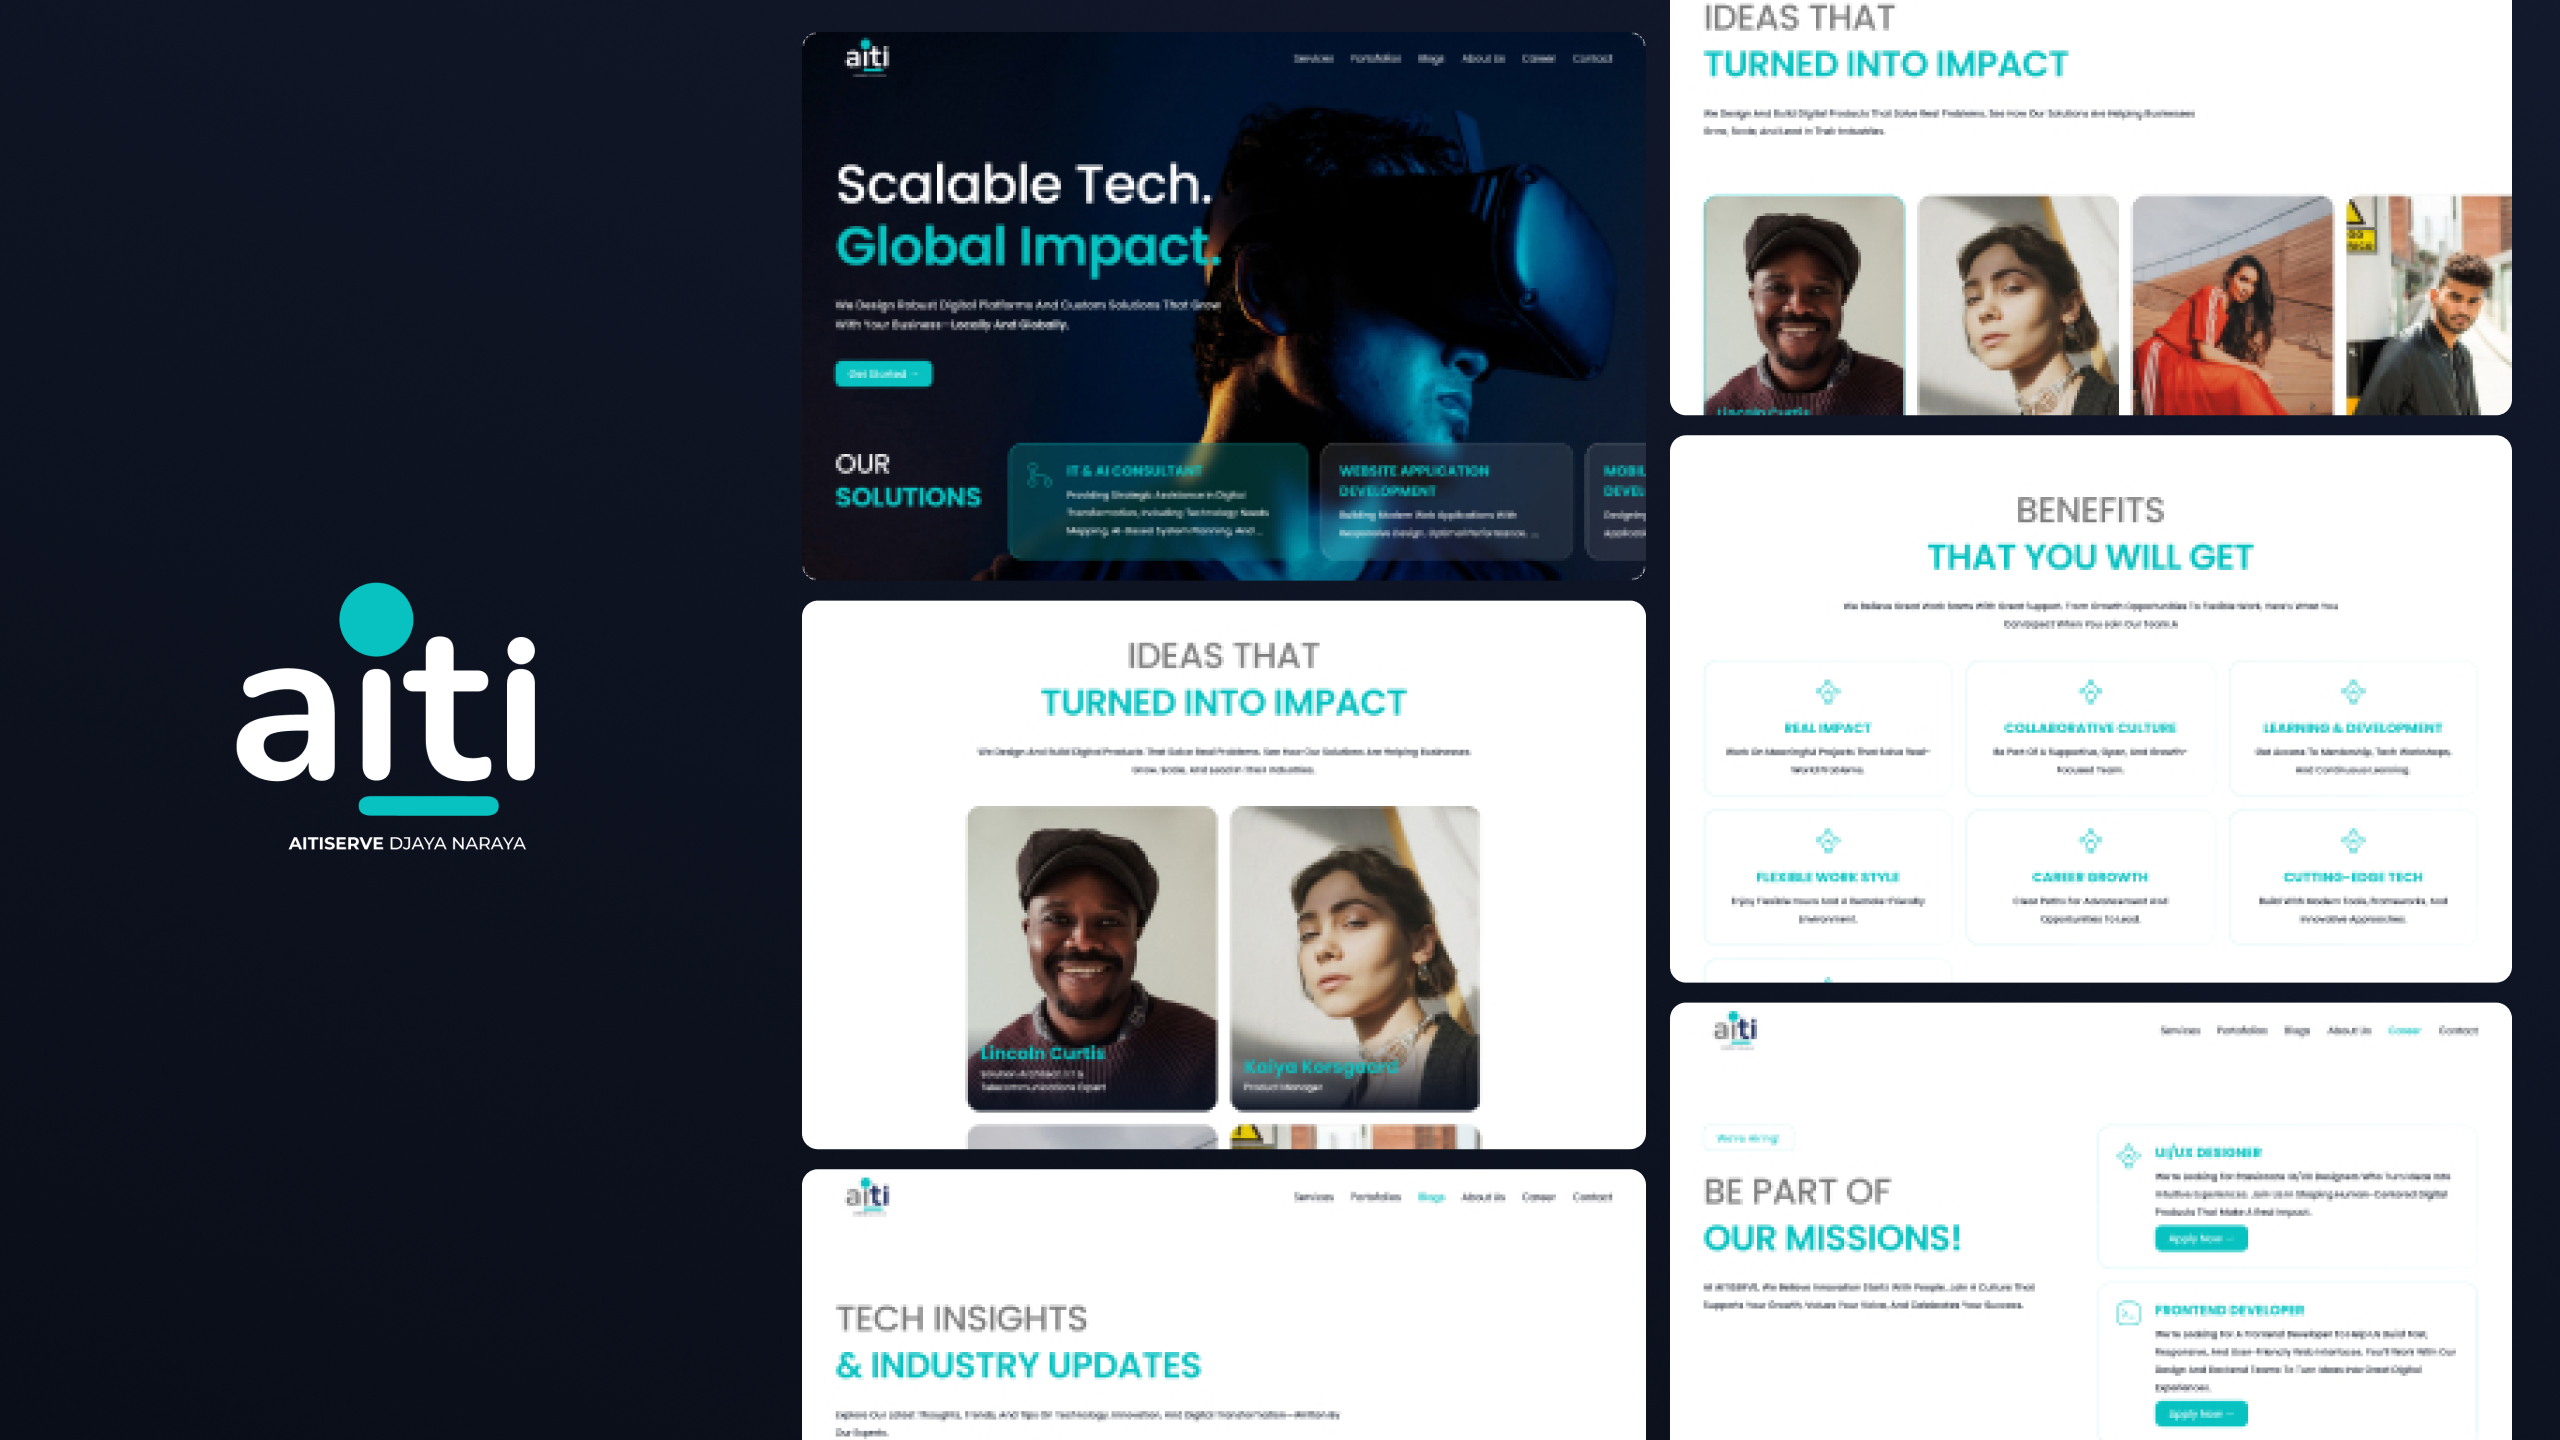 aiti
AITISERVE DJAYA NARAYA
aiti
Services Portofolios Blogs About Us Career Contact
Scalable Tech.
Global Impact.
We Design Robust Digital Platforms And Custom Solutions That Grow
With Your Business—Locally And Globally.
Get Started →
OUR
SOLUTIONS
IT & AI CONSULTANT
Providing Strategic Assistance In Digital
Transformation, Including Technology Needs
Mapping, AI-Based System Planning, And ...
WEBSITE APPLICATION
DEVELOPMENT
Building Modern Web Applications With
Responsive Design, Optimal Performance, ...
MOBIL
DEVEL
Designing
Applicati
IDEAS THAT
TURNED INTO IMPACT
We Design And Build Digital Products That Solve Real Problems. See How Our Solutions Are Helping Businesses
Grow, Scale, And Lead In Their Industries.
Lincoln Curtis
Solution Architect IT &
Telecommunications Expert
Kaiya Korsgaard
Product Manager
aiti
Services Portofolios Blogs About Us Career Contact
TECH INSIGHTS
& INDUSTRY UPDATES
Explore Our Latest Thoughts, Trends, And Tips On Technology, Innovation, And Digital Transformation—Written By
Our Experts.
IDEAS THAT
TURNED INTO IMPACT
We Design And Build Digital Products That Solve Real Problems. See How Our Solutions Are Helping Businesses
Grow, Scale, And Lead In Their Industries.
Lincoln Curtis
BENEFITS
THAT YOU WILL GET
We Believe Great Work Starts With Great Support. From Growth Opportunities To Flexible Work, Here's What You
Can Expect When You Join Our Team.
REAL IMPACT
Work On Meaningful Projects That Solve Real-
World Problems.
COLLABORATIVE CULTURE
Be Part Of A Supportive, Open, And Growth-
Focused Team.
LEARNING & DEVELOPMENT
Get Access To Mentorship, Tech Workshops,
And Continuous Learning.
FLEXIBLE WORK STYLE
Enjoy Flexible Hours And A Remote-Friendly
Environment.
CAREER GROWTH
Clear Paths For Advancement And
Opportunities To Lead.
CUTTING-EDGE TECH
Build With Modern Tools, Frameworks, And
Innovative Approaches.
aiti
Services Portofolios Blogs About Us Career Contact
We're Hiring!
BE PART OF
OUR MISSIONS!
At AITISERVE, We Believe Innovation Starts With People. Join A Culture That
Supports Your Growth, Values Your Voice, And Celebrates Your Success.
UI/UX DESIGNER
We're Looking For Passionate UI/UX Designers Who Turn Ideas Into
Intuitive Experiences. Join Us In Shaping Human-Centered Digital
Products That Make A Real Impact.
Apply Now →
FRONTEND DEVELOPER
We're Looking For A Frontend Developer To Help Us Build Fast,
Responsive, And User-Friendly Web Interfaces. You'll Work With Our
Design And Backend Teams To Turn Ideas Into Great Digital
Experiences.
Apply Now →